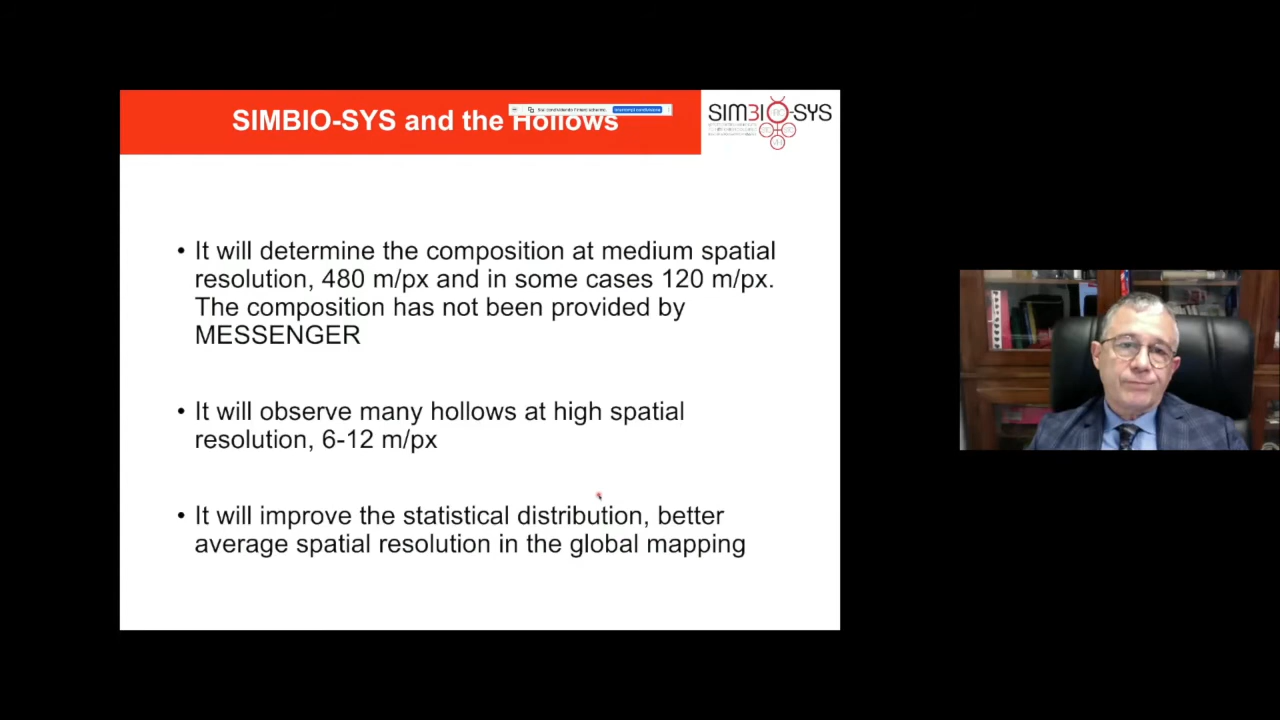 SIMBIO-SYS and the Hollows
SIMBIO-SYS
• It will determine the composition at medium spatial
resolution, 480 m/px and in some cases 120 m/px.
The composition has not been provided by
MESSENGER
• It will observe many hollows at high spatial
resolution, 6-12 m/px
• It will improve the statistical distribution, better
average spatial resolution in the global mapping